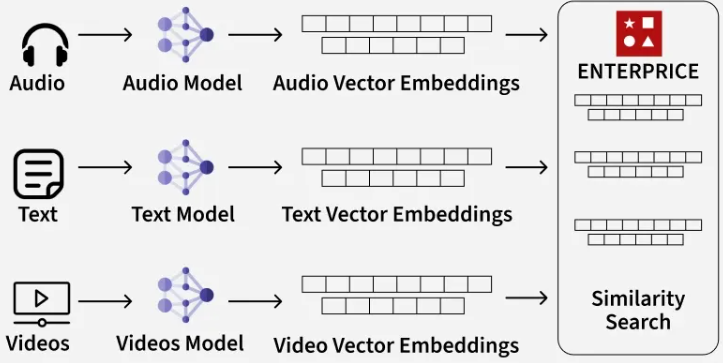 Audio
Audio Model
Audio Vector Embeddings
ENTERPRICE
Text
Text Model
Text Vector Embeddings
Videos
Videos Model
Video Vector Embeddings
Similarity
Search